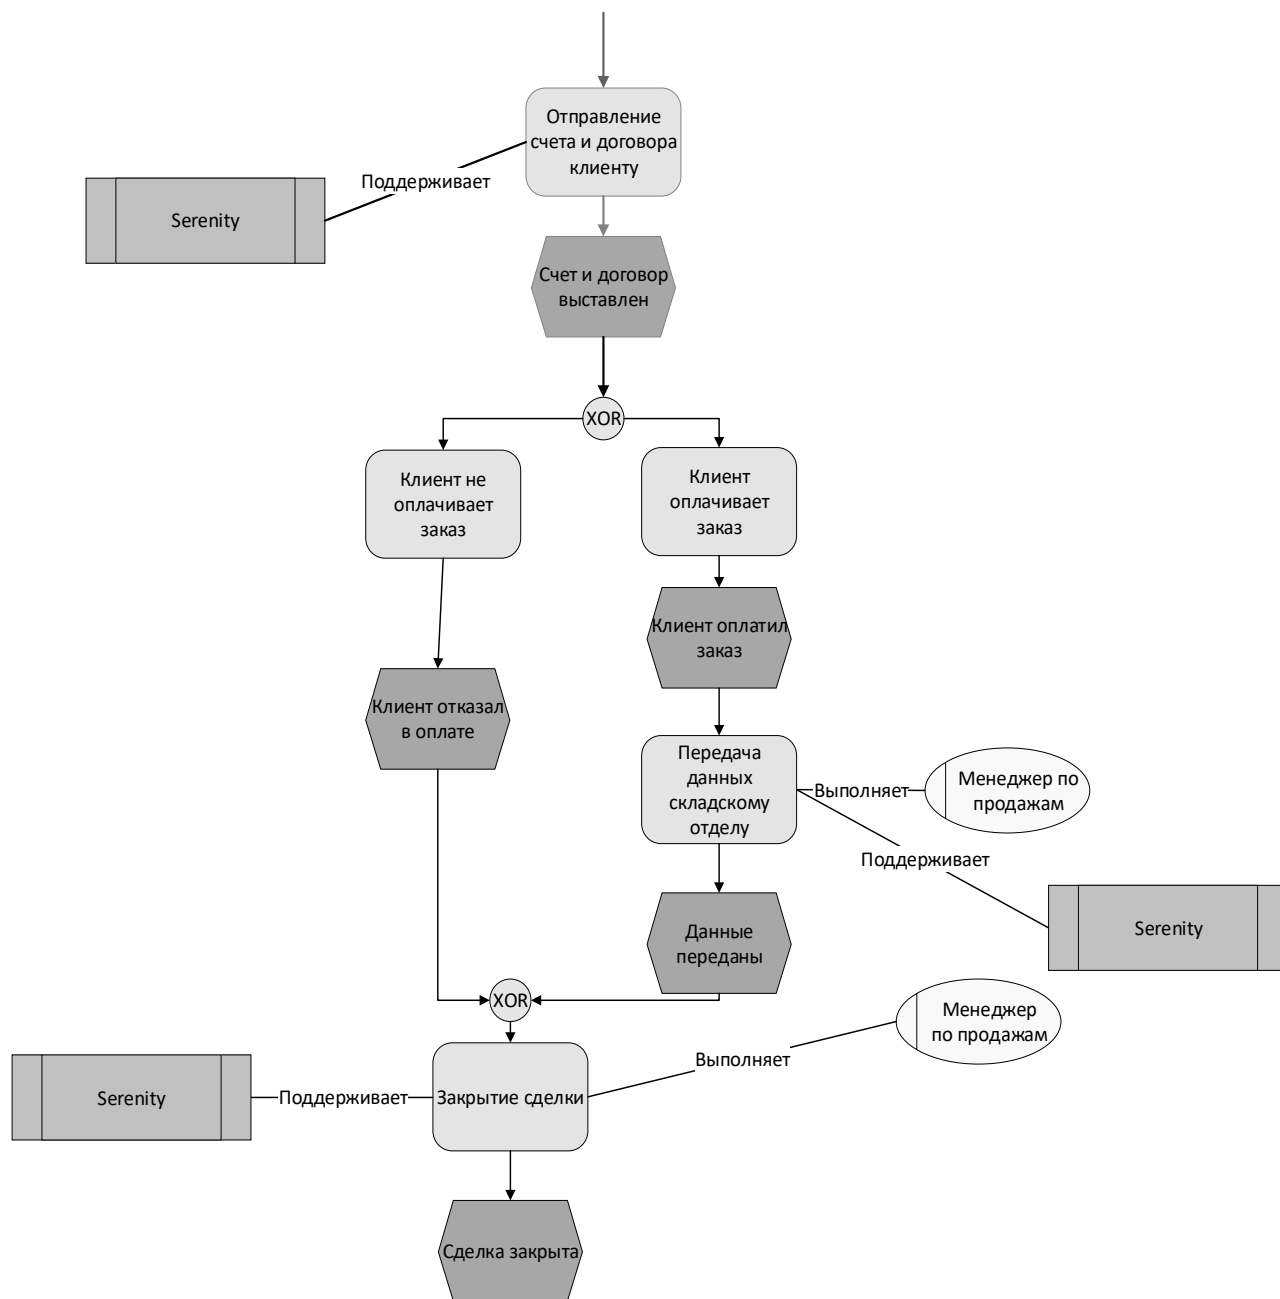 Отправление
счета и договора
клиенту
Поддерживает
Serenity
Счет и договор
выставлен
XOR
Клиент не
оплачивает
заказ
Клиент
оплачивает
заказ
Клиент оплатил
заказ
Клиент отказал
в оплате
Передача
данных
складскому
отделу
Выполняет
Менеджер по
продажам
Поддерживает
Serenity
Данные
переданы
XOR
Менеджер
по продажам
Выполняет
Serenity
Поддерживает
Закрытие сделки
Сделка закрыта